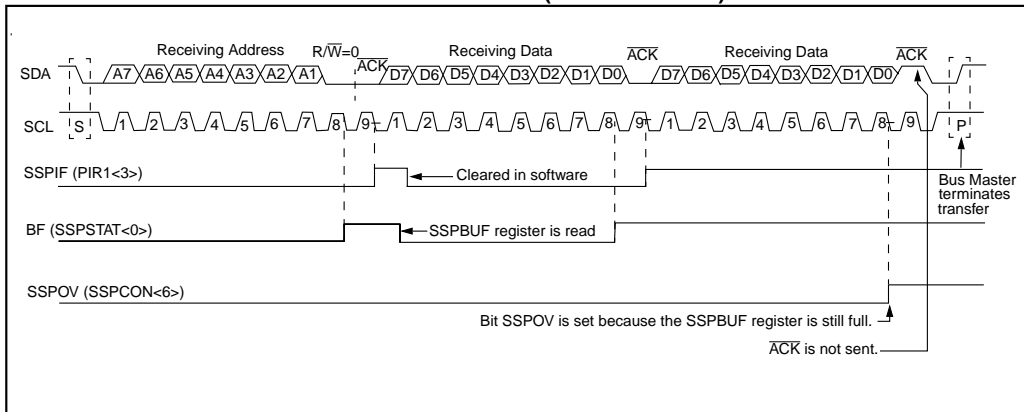 Receiving Address R/W=0 Receiving Data ACK Receiving Data ACK
ACK
SDA A7 A6 A5 A4 A3 A2 A1 D7 D6 D5 D4 D3 D2 D1 D0 D7 D6 D5 D4 D3 D2 D1 D0
SCL S 1 2 3 4 5 6 7 8 9 1 2 3 4 5 6 7 8 9 1 2 3 4 5 6 7 8 9 P
SSPIF (PIR1<3>)
Cleared in software
Bus Master
terminates
transfer
BF (SSPSTAT<0>)
SSPBUF register is read
SSPOV (SSPCON<6>)
Bit SSPOV is set because the SSPBUF register is still full.
ACK is not sent.